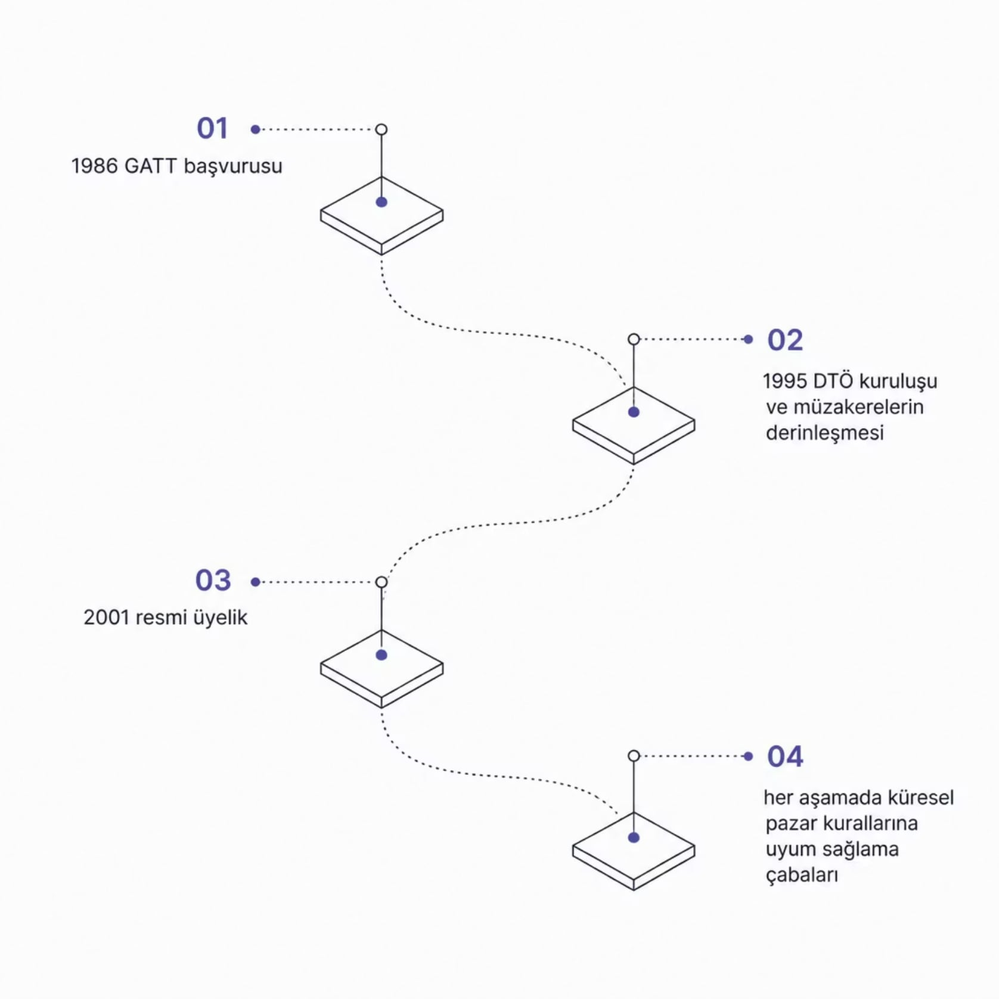 01
1986 GATT başvurusu
02
1995 DTÖ kuruluşu
ve müzakerelerin
derinleşmesi
03
2001 resmi üyelik
04
her aşamada küresel
pazar kurallarına
uyum sağlama
çabaları